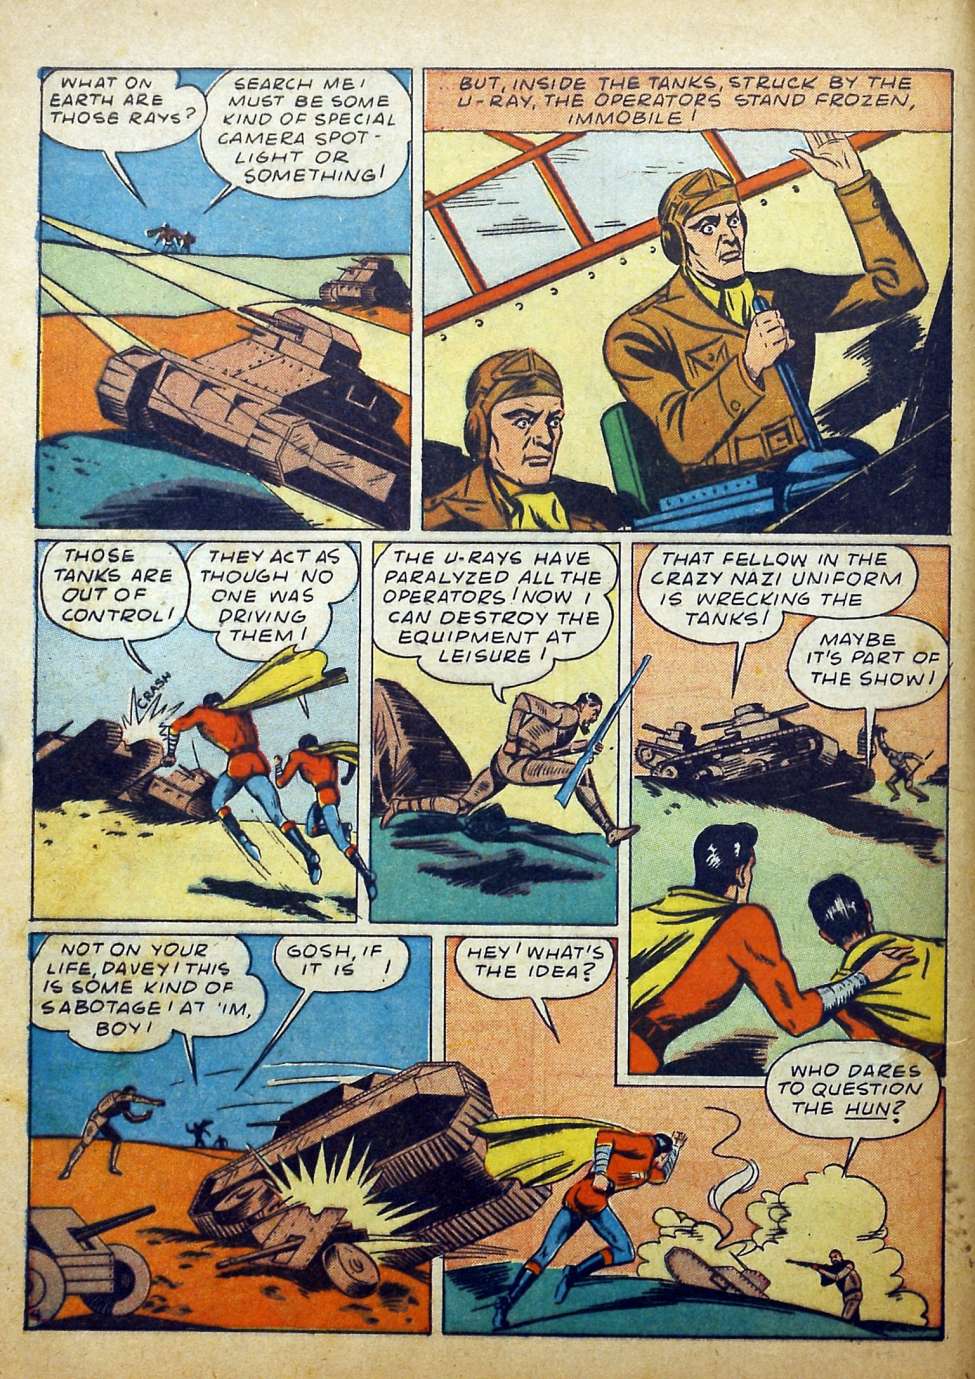 WHAT ON
EARTH ARE
THOSE RAYS?
SEARCH ME!
MUST BE SOME
KIND OF SPECIAL
CAMERA SPOT-
LIGHT OR
SOMETHING!
BUT, INSIDE THE TANKS, STRUCK BY THE
U-RAY, THE OPERATORS STAND FROZEN,
IMMOBILE!
THOSE
TANKS ARE
OUT OF
CONTROL!
THEY ACT AS
THOUGH NO
ONE WAS
DRIVING
THEM!
CRASH
THE U-RAYS HAVE
PARALYZED ALL THE
OPERATORS! NOW I
CAN DESTROY THE
EQUIPMENT AT
LEISURE!
THAT FELLOW IN THE
CRAZY NAZI UNIFORM
IS WRECKING THE
TANKS!
MAYBE
IT'S PART OF
THE SHOW!
NOT ON YOUR
LIFE, DAVEY! THIS
IS SOME KIND OF
SABOTAGE! AT 'IM,
BOY!
GOSH, IF
IT IS !
HEY! WHAT'S
THE IDEA?
WHO DARES
TO QUESTION
THE HUN?